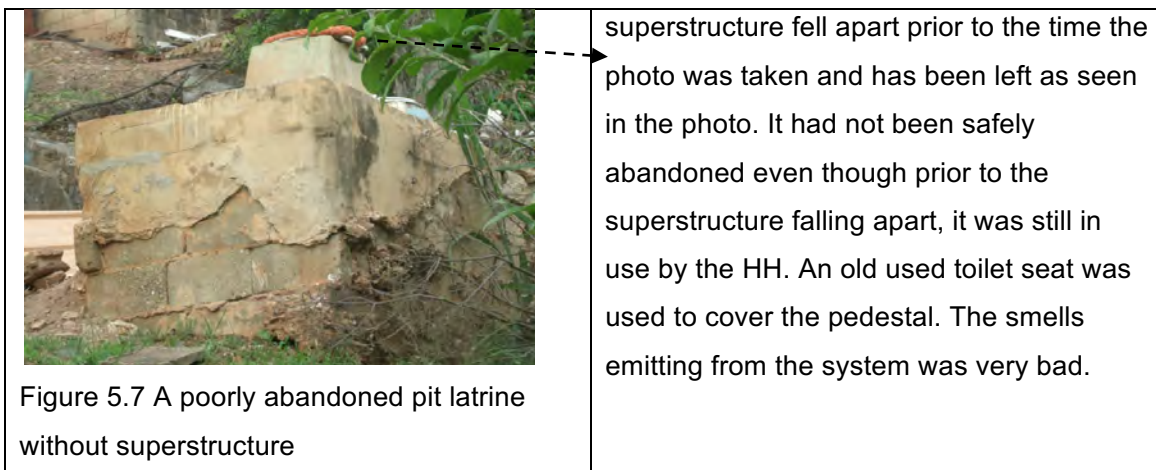 superstructure fell apart prior to the time the
photo was taken and has been left as seen
in the photo. It had not been safely
abandoned even though prior to the
superstructure falling apart, it was still in
use by the HH. An old used toilet seat was
used to cover the pedestal. The smells
emitting from the system was very bad.
Figure 5.7 A poorly abandoned pit latrine
without superstructure